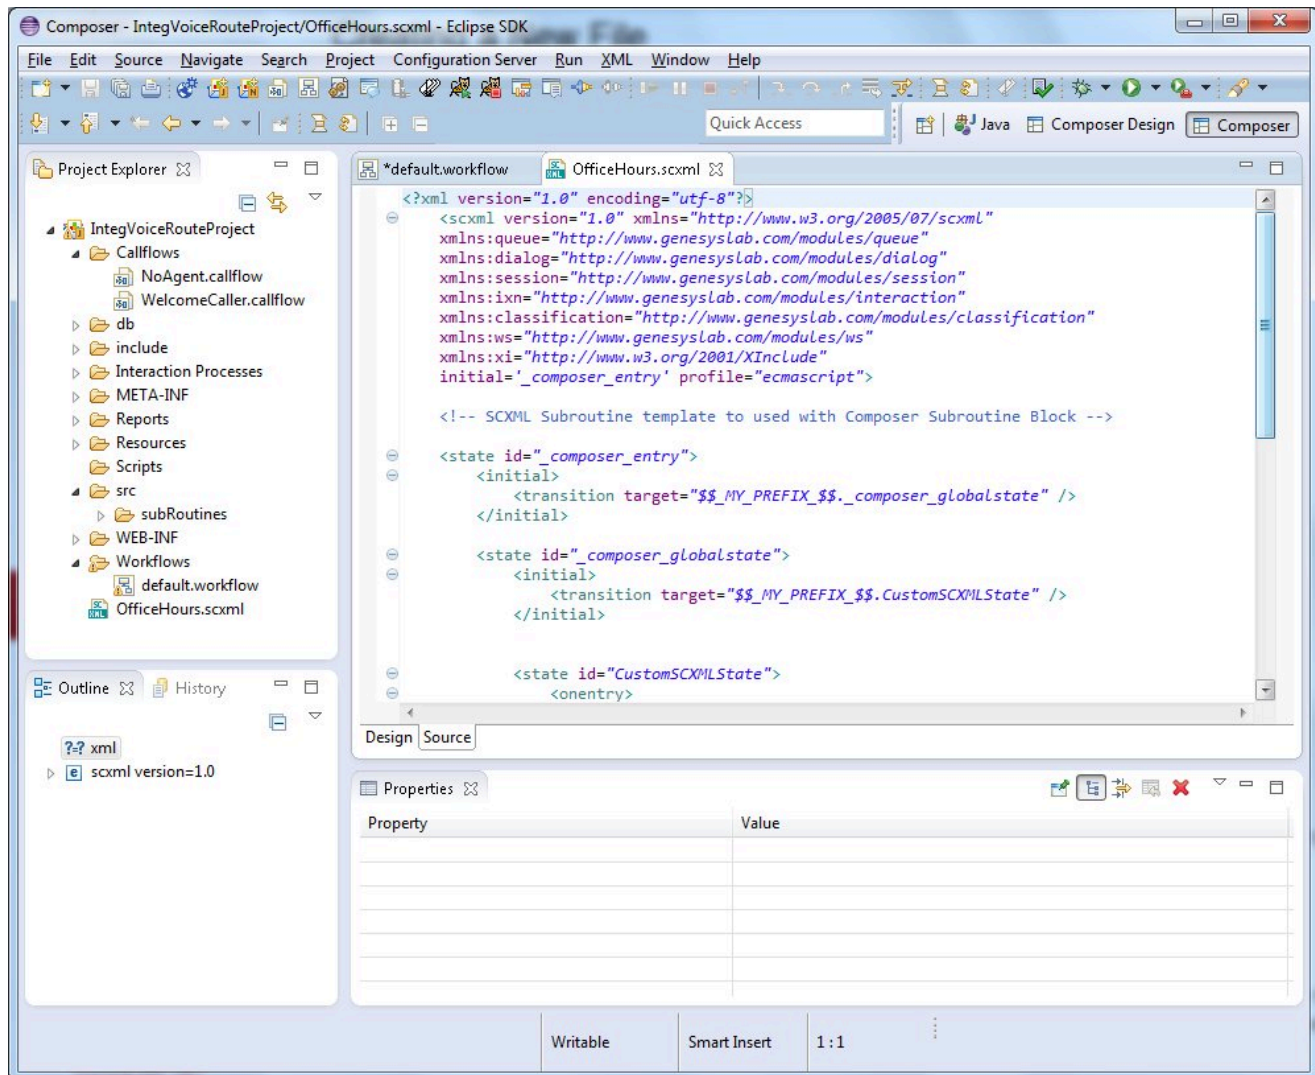 Composer - IntegVoiceRouteProject/OfficeHours.scxml - Eclipse SDK
File Edit Source Navigate Search Project Configuration Server Run XML Window Help
Quick Access
Java Composer Design Composer
Project Explorer
IntegVoiceRouteProject
Callflows
NoAgent.callflow
WelcomeCaller.callflow
db
include
Interaction Processes
META-INF
Reports
Resources
Scripts
src
subRoutines
WEB-INF
Workflows
default.workflow
OfficeHours.scxml
Outline History
?=? xml
e scxml version=1.0
*default.workflow OfficeHours.scxml
<?xml version="1.0" encoding="utf-8"?>
<scxml version="1.0" xmlns="http://www.w3.org/2005/07/scxml"
xmlns:queue="http://www.genesyslab.com/modules/queue"
xmlns:dialog="http://www.genesyslab.com/modules/dialog"
xmlns:session="http://www.genesyslab.com/modules/session"
xmlns:ixn="http://www.genesyslab.com/modules/interaction"
xmlns:classification="http://www.genesyslab.com/modules/classification"
xmlns:ws="http://www.genesyslab.com/modules/ws"
xmlns:xi="http://www.w3.org/2001/XInclude"
initial='_composer_entry' profile="ecmascript">
<!-- SCXML Subroutine template to used with Composer Subroutine Block -->
<state id="_composer_entry">
<initial>
<transition target="$$_MY_PREFIX_$$._composer_globalstate" />
</initial>
<state id="_composer_globalstate">
<initial>
<transition target="$$_MY_PREFIX_$$.CustomSCXMLState" />
</initial>
<state id="CustomSCXMLState">
<onentry>
Design Source
Properties
Property Value
Writable Smart Insert 1 : 1